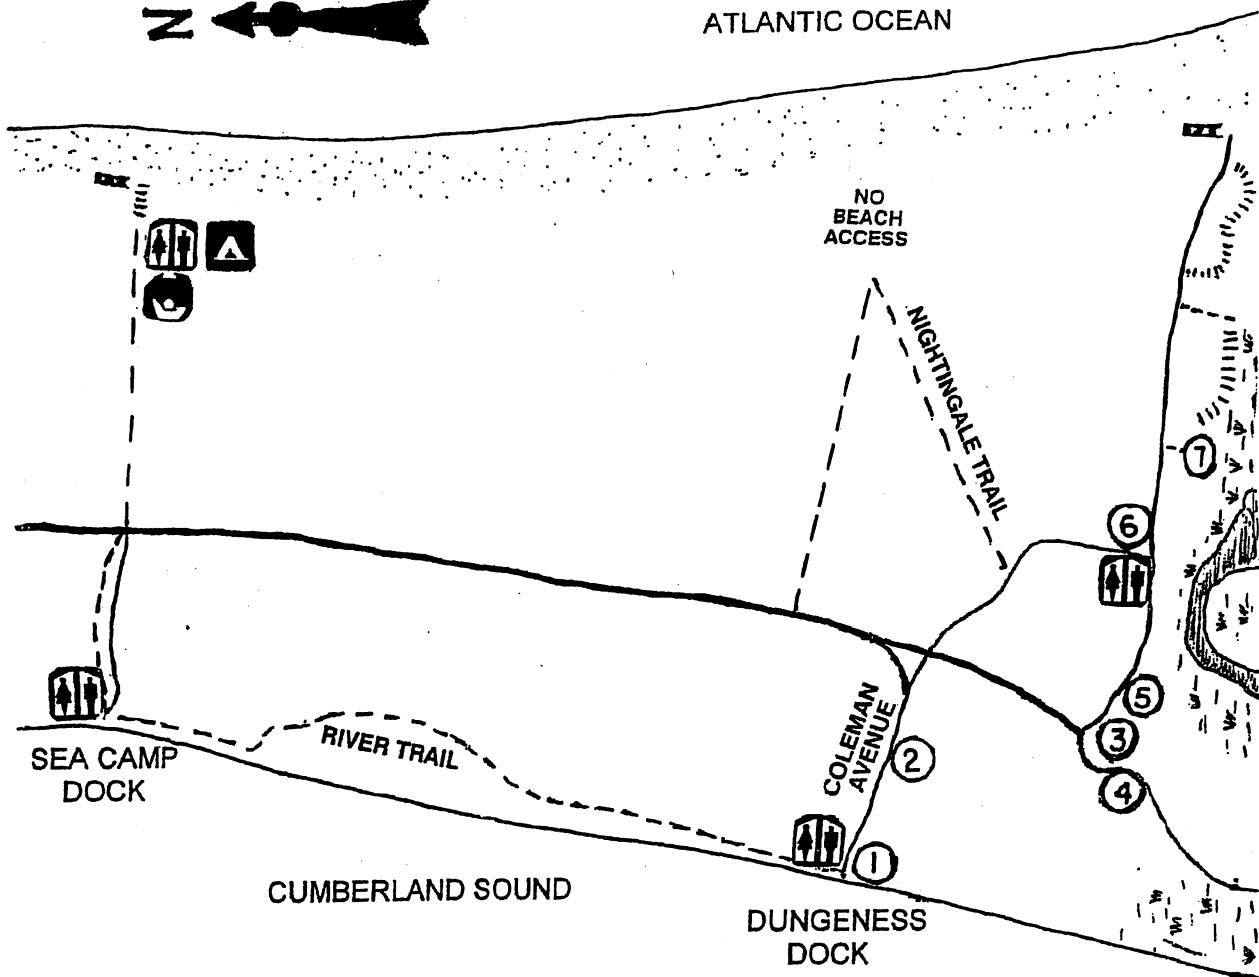 N
ATLANTIC OCEAN
NO
BEACH
ACCESS
NIGHTINGALE TRAIL
7
6
5
3
4
COLEMAN
AVENUE
2
1
RIVER TRAIL
SEA CAMP
DOCK
CUMBERLAND SOUND
DUNGENESS
DOCK